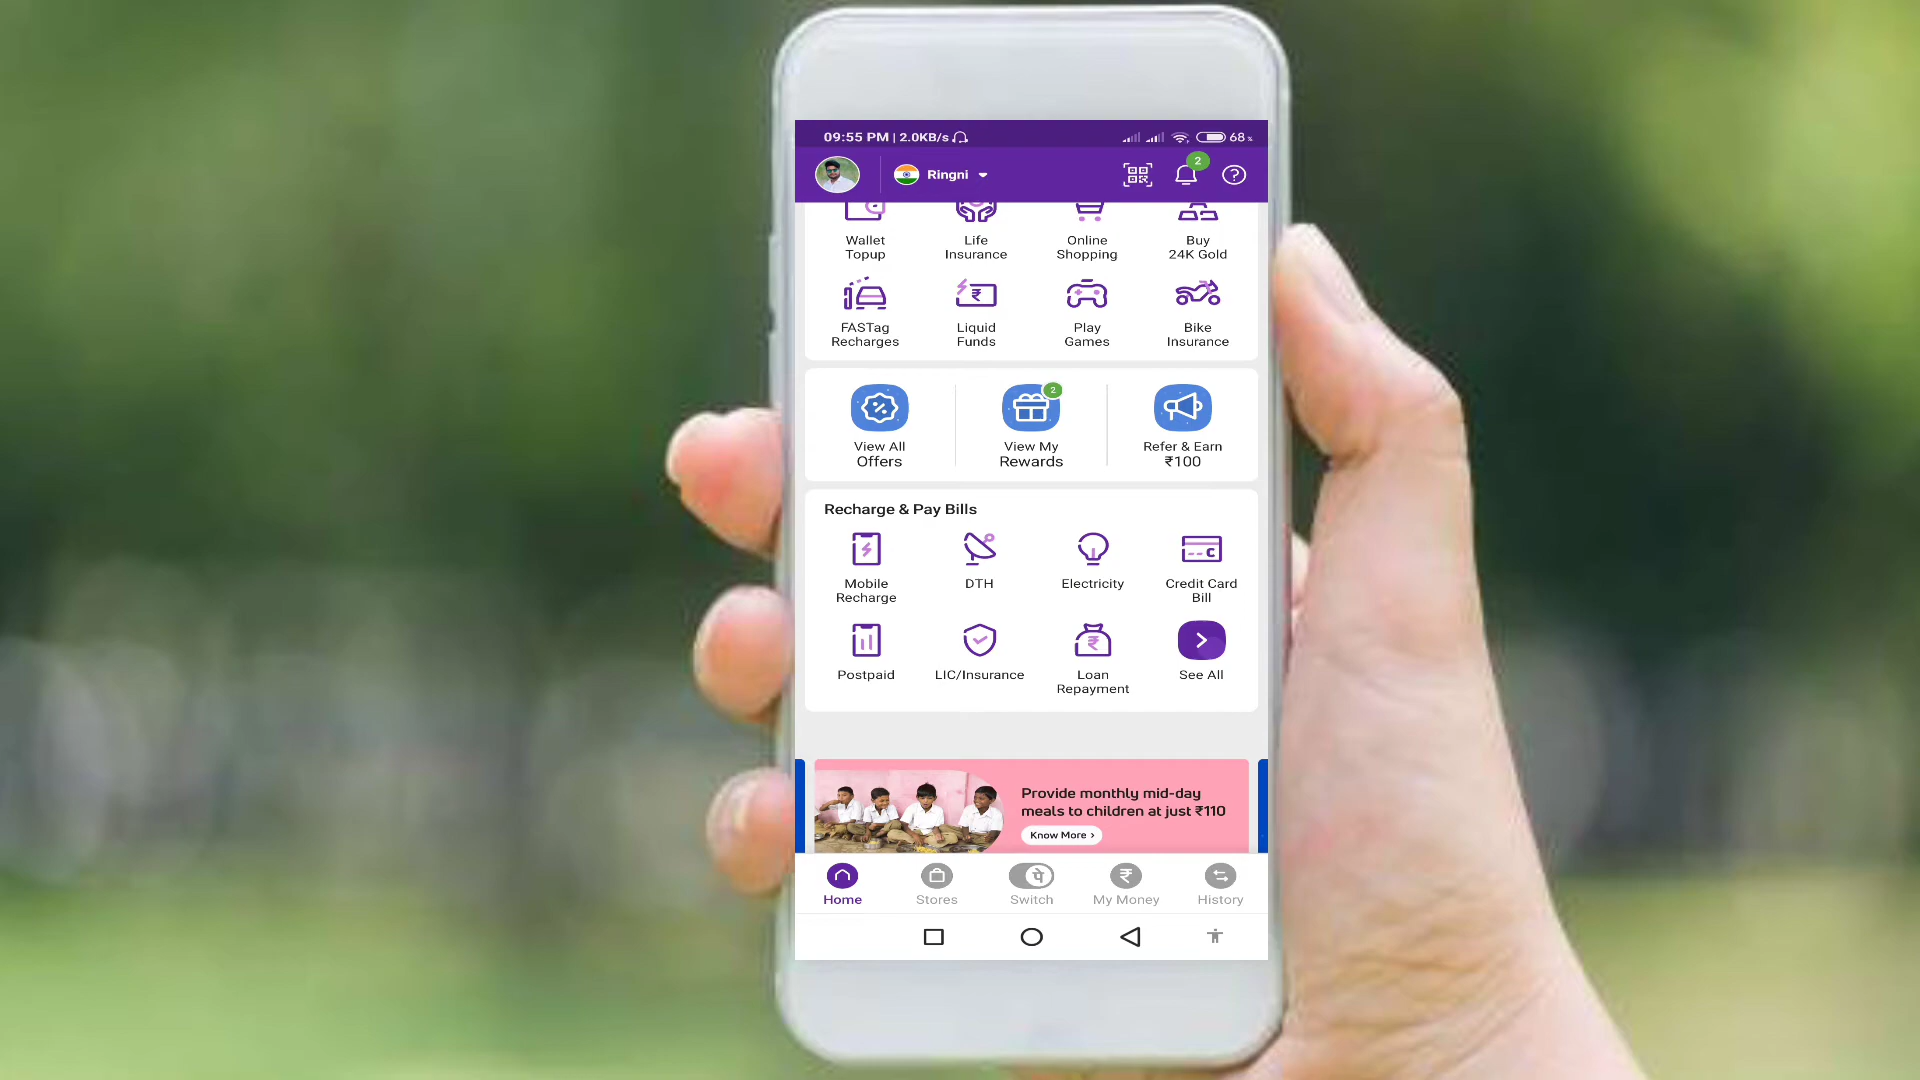 09:55 PM | 2.0KB/s
68%
Ringni
2
Wallet Topup
Life Insurance
Online Shopping
Buy 24K Gold
FASTag Recharges
Liquid Funds
Play Games
Bike Insurance
2
View All Offers
View My Rewards
Refer & Earn ₹100
Recharge & Pay Bills
Mobile Recharge
DTH
Electricity
Credit Card Bill
Postpaid
LIC/Insurance
Loan Repayment
See All
Provide monthly mid-day
meals to children at just ₹110
Know More >
पे
Home
Stores
Switch
My Money
History